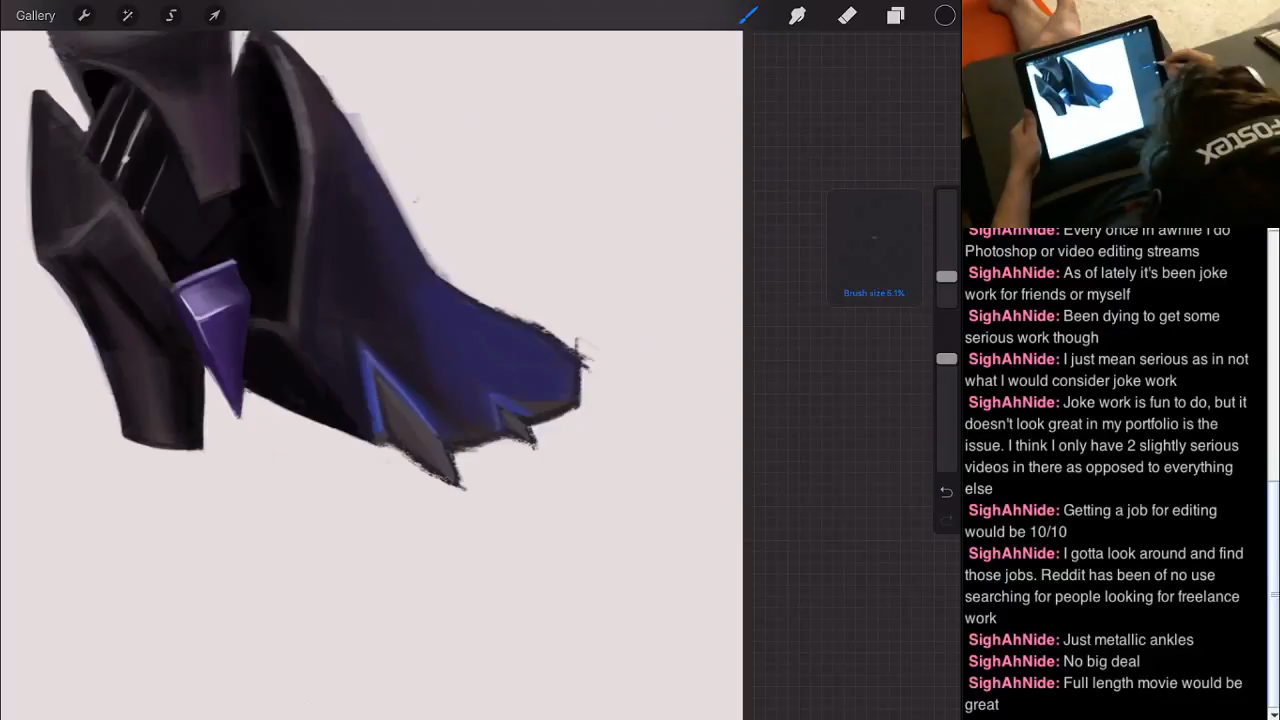 Gallery
Brush size 6.1%
FOSTEX
SighAhNide: Every once in awhile I do
Photoshop or video editing streams
SighAhNide: As of lately it's been joke
work for friends or myself
SighAhNide: Been dying to get some
serious work though
SighAhNide: I just mean serious as in not
what I would consider joke work
SighAhNide: Joke work is fun to do, but it
doesn't look great in my portfolio is the
issue. I think I only have 2 slightly serious
videos in there as opposed to everything
else
SighAhNide: Getting a job for editing
would be 10/10
SighAhNide: I gotta look around and find
those jobs. Reddit has been of no use
searching for people looking for freelance
work
SighAhNide: Just metallic ankles
SighAhNide: No big deal
SighAhNide: Full length movie would be
great